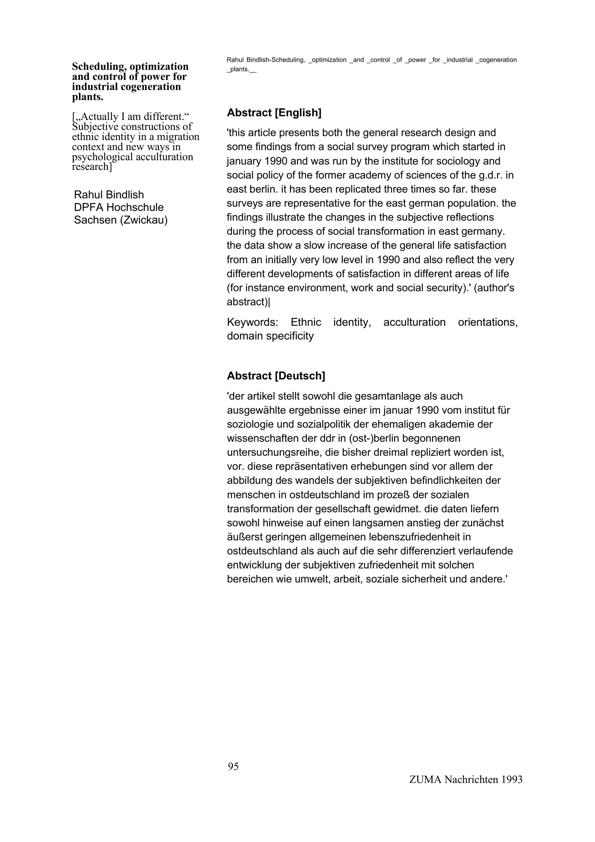 Scheduling, optimization
and control of power for
industrial cogeneration
plants.
[„Actually I am different.“
Subjective constructions of
ethnic identity in a migration
context and new ways in
psychological acculturation
research]
Rahul Bindlish
DPFA Hochschule
Sachsen (Zwickau)
Rahul Bindlish-Scheduling, _optimization _and _control _of _power _for _industrial _cogeneration
_plants.__
Abstract [English]
'this article presents both the general research design and
some findings from a social survey program which started in
january 1990 and was run by the institute for sociology and
social policy of the former academy of sciences of the g.d.r. in
east berlin. it has been replicated three times so far. these
surveys are representative for the east german population. the
findings illustrate the changes in the subjective reflections
during the process of social transformation in east germany.
the data show a slow increase of the general life satisfaction
from an initially very low level in 1990 and also reflect the very
different developments of satisfaction in different areas of life
(for instance environment, work and social security).' (author's
abstract)|
Keywords: Ethnic identity, acculturation orientations,
domain specificity
Abstract [Deutsch]
'der artikel stellt sowohl die gesamtanlage als auch
ausgewählte ergebnisse einer im januar 1990 vom institut für
soziologie und sozialpolitik der ehemaligen akademie der
wissenschaften der ddr in (ost-)berlin begonnenen
untersuchungsreihe, die bisher dreimal repliziert worden ist,
vor. diese repräsentativen erhebungen sind vor allem der
abbildung des wandels der subjektiven befindlichkeiten der
menschen in ostdeutschland im prozeß der sozialen
transformation der gesellschaft gewidmet. die daten liefern
sowohl hinweise auf einen langsamen anstieg der zunächst
äußerst geringen allgemeinen lebenszufriedenheit in
ostdeutschland als auch auf die sehr differenziert verlaufende
entwicklung der subjektiven zufriedenheit mit solchen
bereichen wie umwelt, arbeit, soziale sicherheit und andere.'
95
ZUMA Nachrichten 1993